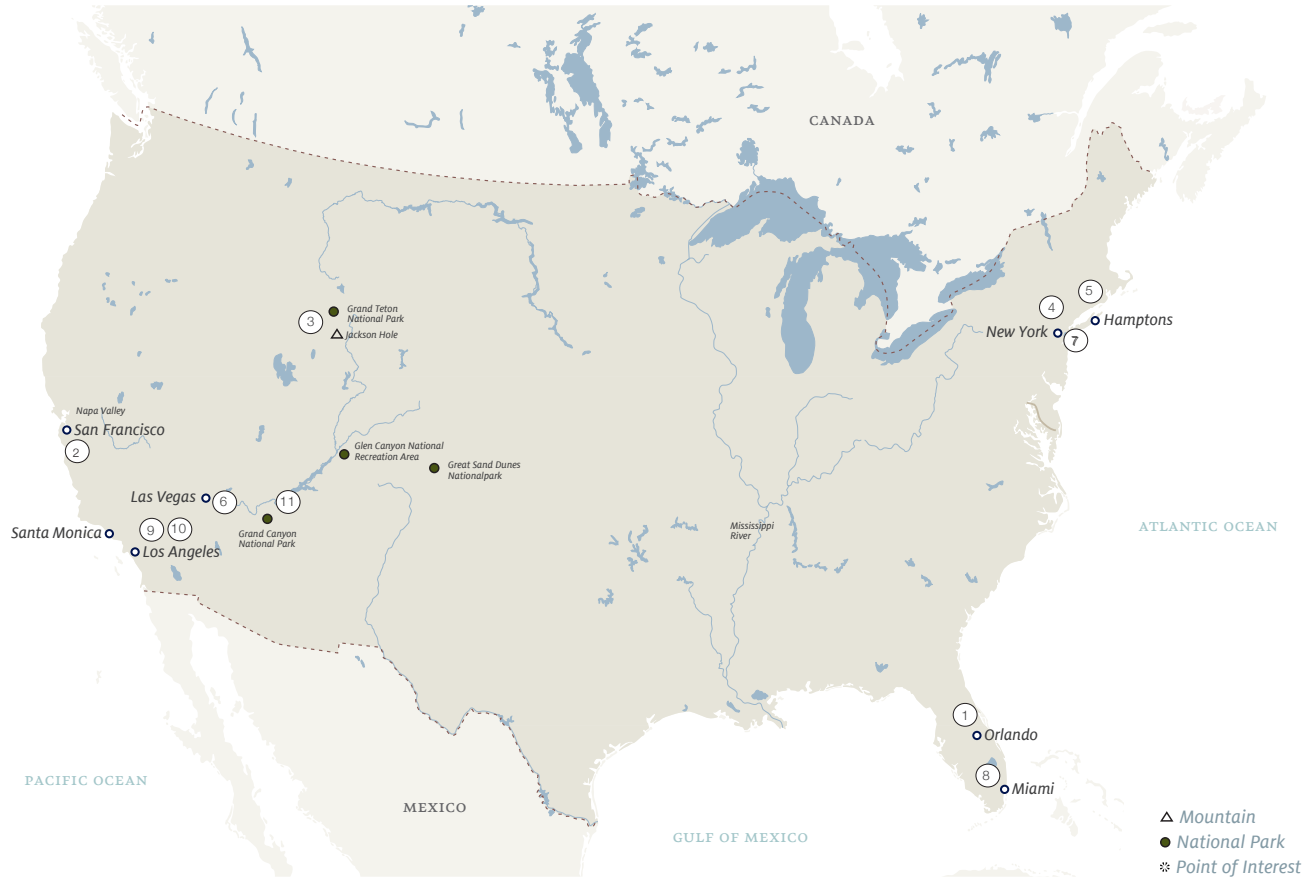 CANADA
5
4
Grand Teton
National Park
3
Hamptons
New York
Jackson Hole
7
Napa Valley
San Francisco
Glen Canyon National
Recreation Area
2
Great Sand Dunes
Nationalpark
Las Vegas
6
11
Santa Monica
9
10
Grand Canyon
National Park
Los Angeles
Mississippi
River
ATLANTIC OCEAN
1
Orlando
PACIFIC OCEAN
8
Miami
MEXICO
GULF OF MEXICO
Mountain
National Park
Point of Interest